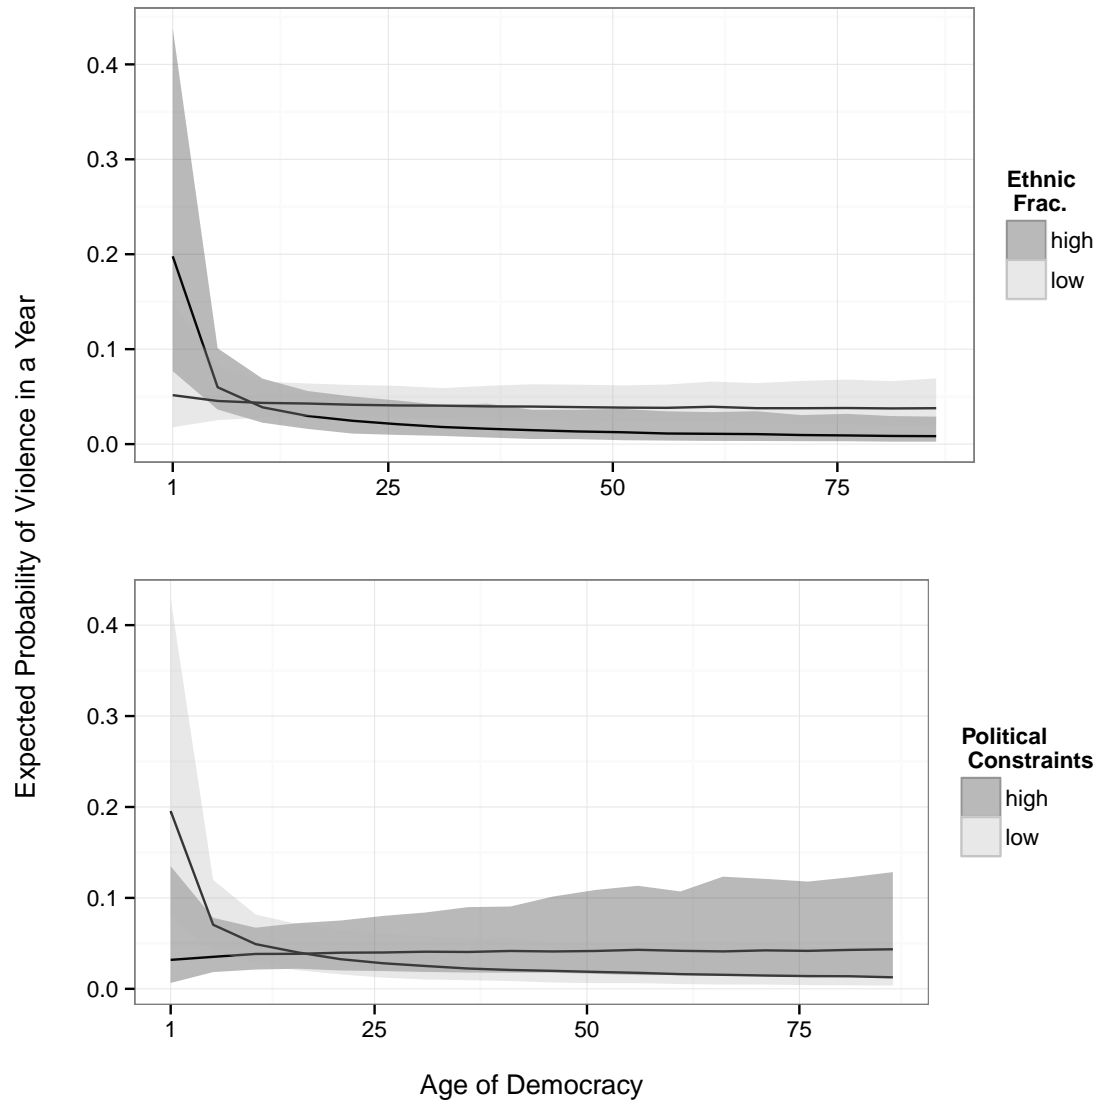 Expected Probability of Violence in a Year
0.4
0.3
0.2
0.1
0.0
1 25 50 75
Ethnic
Frac.
high
low
0.4
0.3
0.2
0.1
0.0
1 25 50 75
Political
Constraints
high
low
Age of Democracy